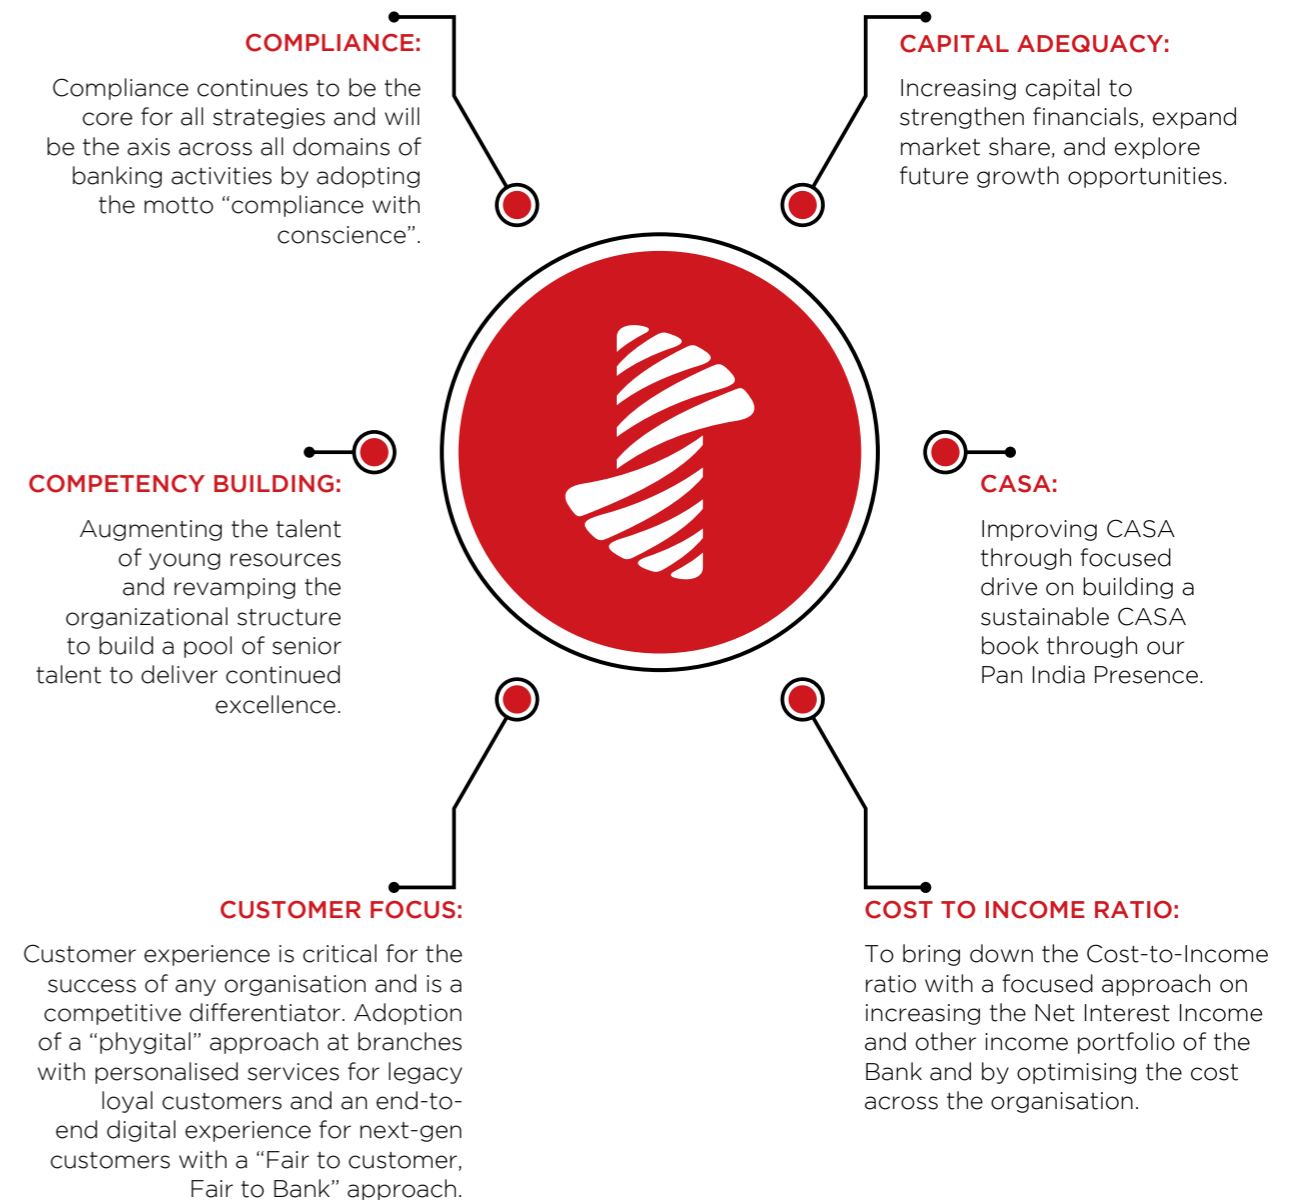 COMPLIANCE:
Compliance continues to be the
core for all strategies and will
be the axis across all domains of
banking activities by adopting
the motto “compliance with
conscience”.
CAPITAL ADEQUACY:
Increasing capital to
strengthen financials, expand
market share, and explore
future growth opportunities.
COMPETENCY BUILDING:
Augmenting the talent
of young resources
and revamping the
organizational structure
to build a pool of senior
talent to deliver continued
excellence.
CASA:
Improving CASA
through focused
drive on building a
sustainable CASA
book through our
Pan India Presence.
CUSTOMER FOCUS:
Customer experience is critical for the
success of any organisation and is a
competitive differentiator. Adoption
of a “phygital” approach at branches
with personalised services for legacy
loyal customers and an end-to-
end digital experience for next-gen
customers with a “Fair to customer,
Fair to Bank” approach.
COST TO INCOME RATIO:
To bring down the Cost-to-Income
ratio with a focused approach on
increasing the Net Interest Income
and other income portfolio of the
Bank and by optimising the cost
across the organisation.